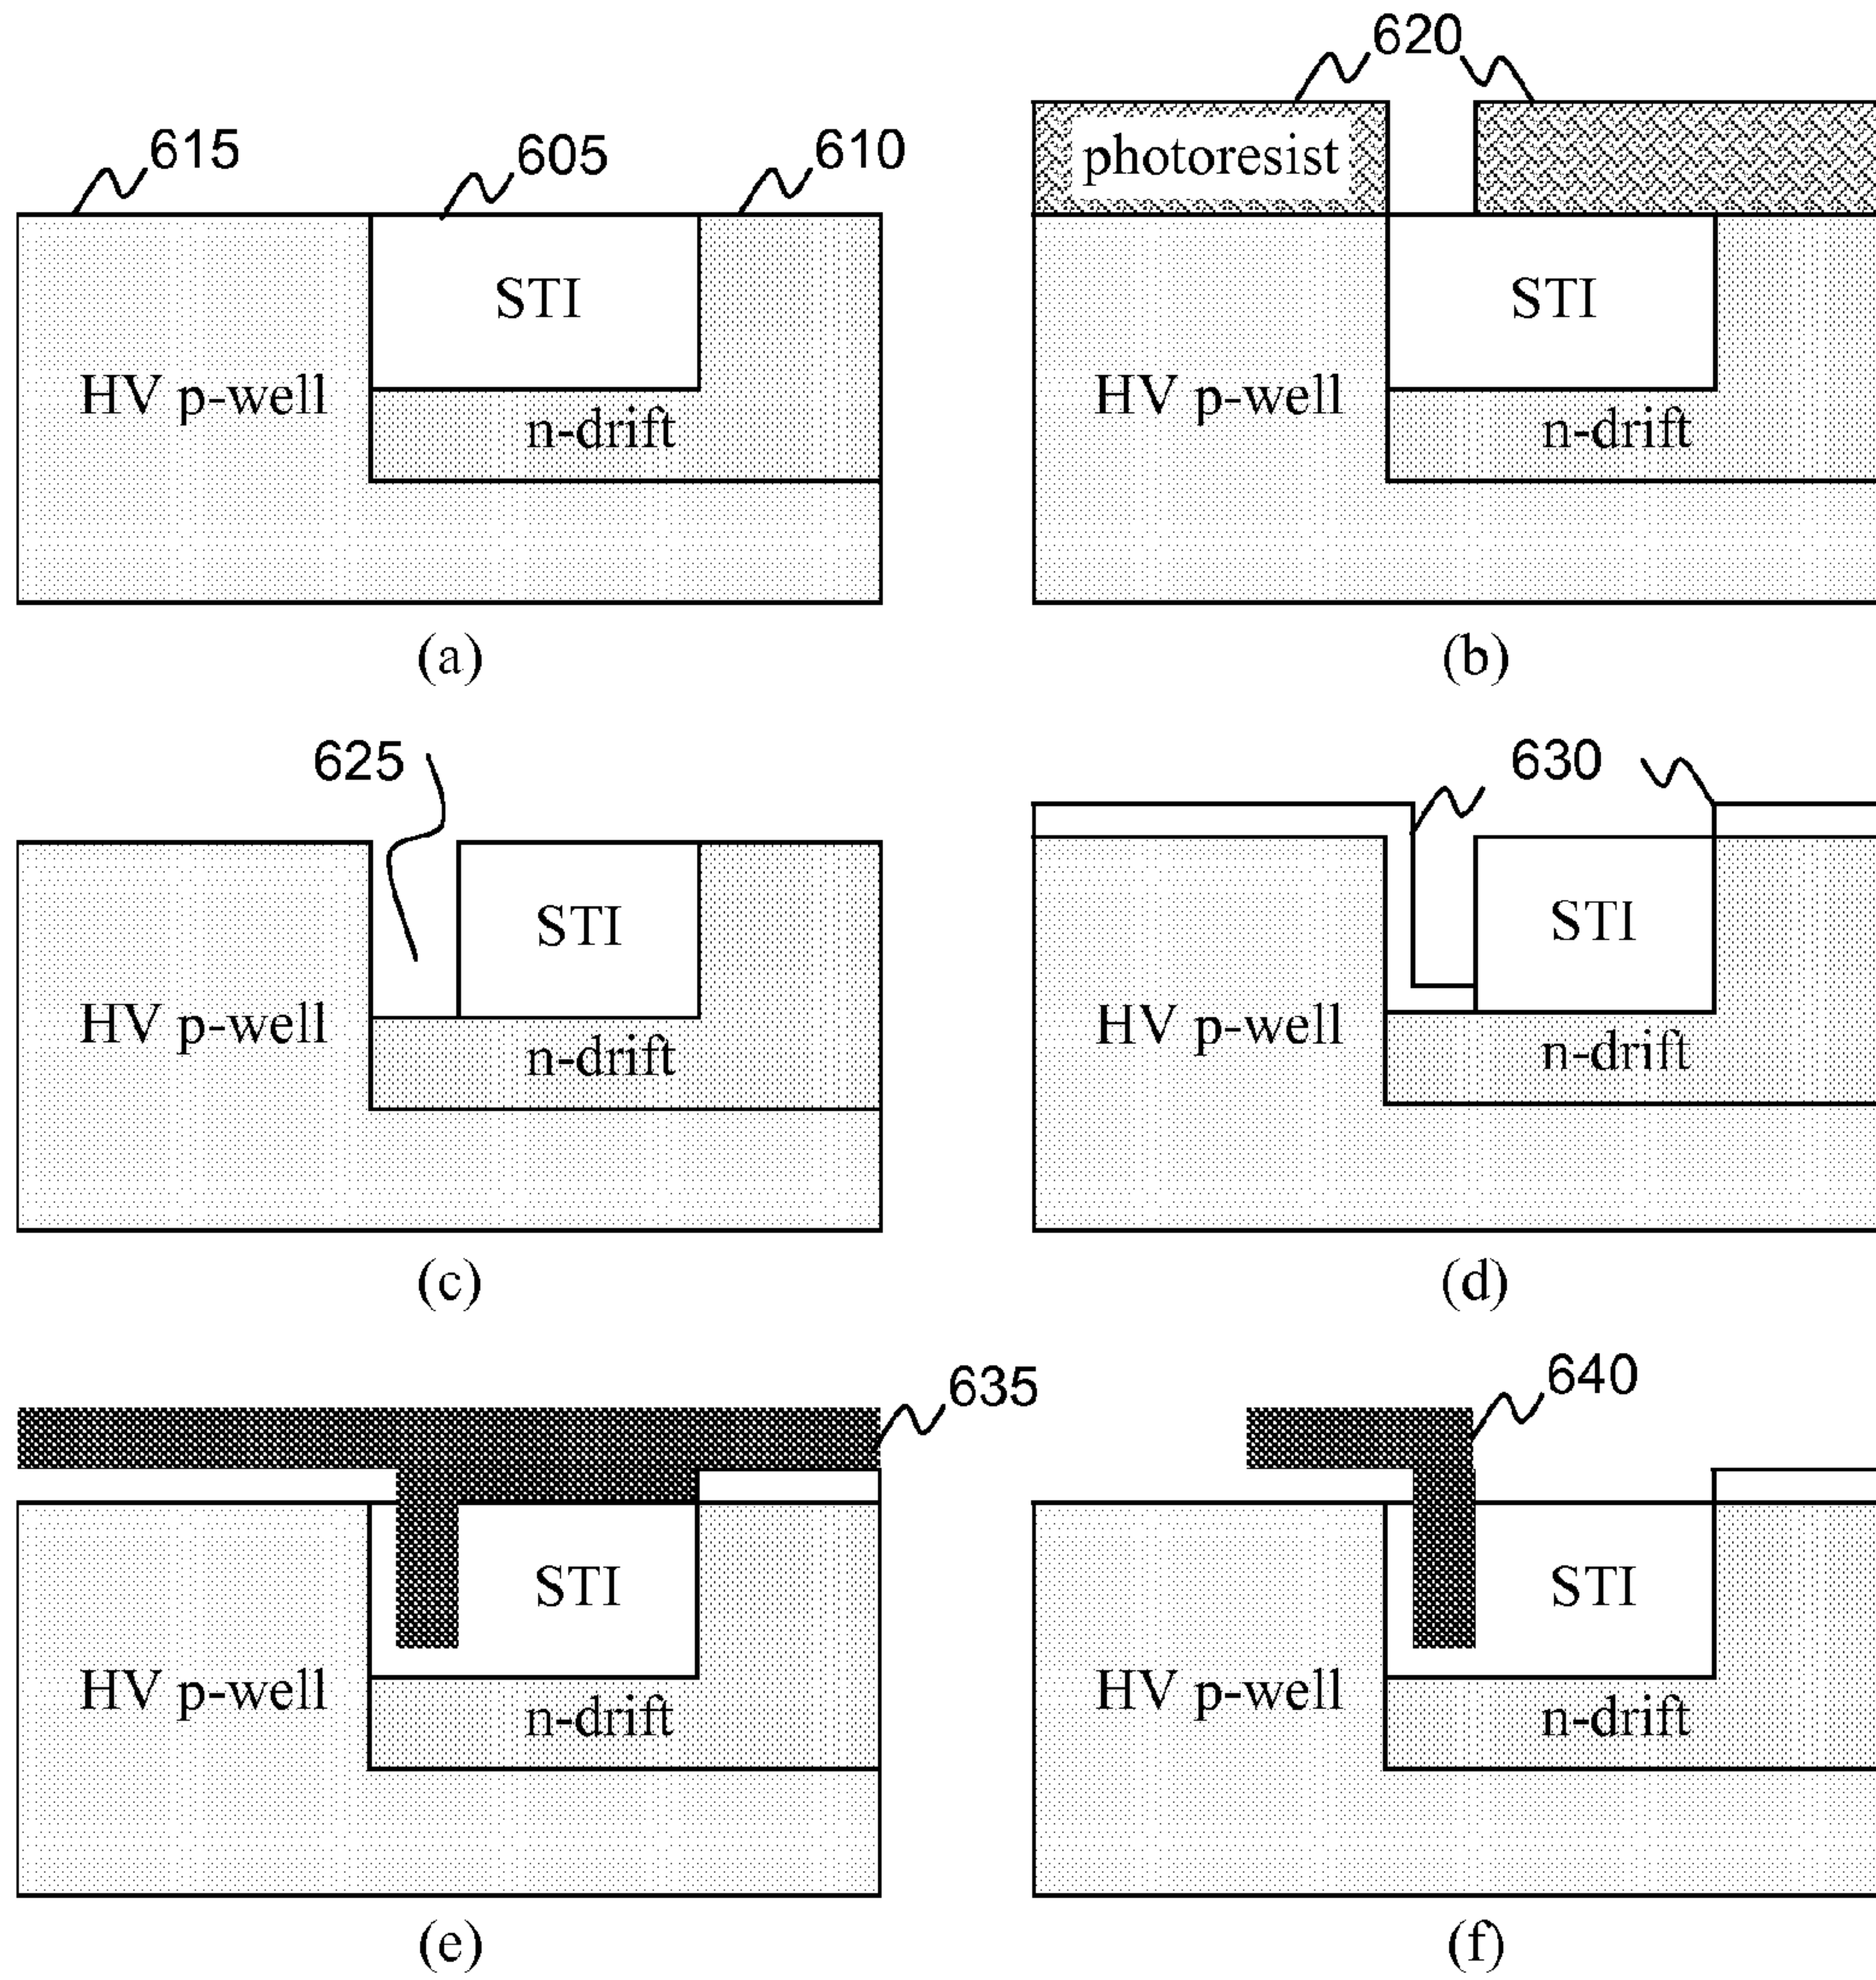 615
605
610
STI
HV p-well
n-drift
(a)
620
photoresist
STI
HV p-well
n-drift
(b)
625
STI
HV p-well
n-drift
(c)
630
STI
HV p-well
n-drift
(d)
635
STI
HV p-well
n-drift
(e)
640
STI
HV p-well
n-drift
(f)